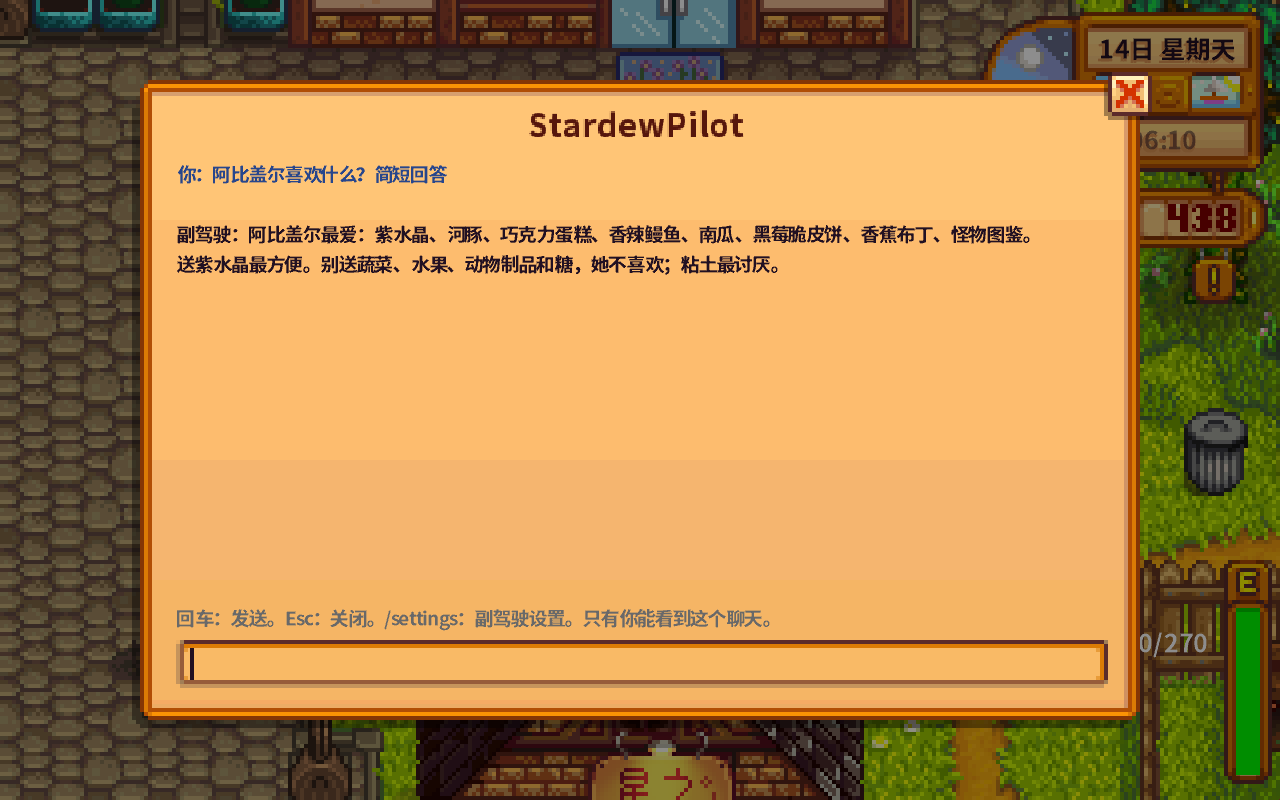 14日 星期天
StardewPilot
06:10
你：阿比盖尔喜欢什么？简短回答
438
副驾驶：阿比盖尔最爱：紫水晶、河豚、巧克力蛋糕、香辣鳗鱼、南瓜、黑莓脆皮饼、香蕉布丁、怪物图鉴。
送紫水晶最方便。别送蔬菜、水果、动物制品和糖，她不喜欢；粘土最讨厌。
E
回车：发送。Esc：关闭。/settings：副驾驶设置。只有你能看到这个聊天。
0/270
星之